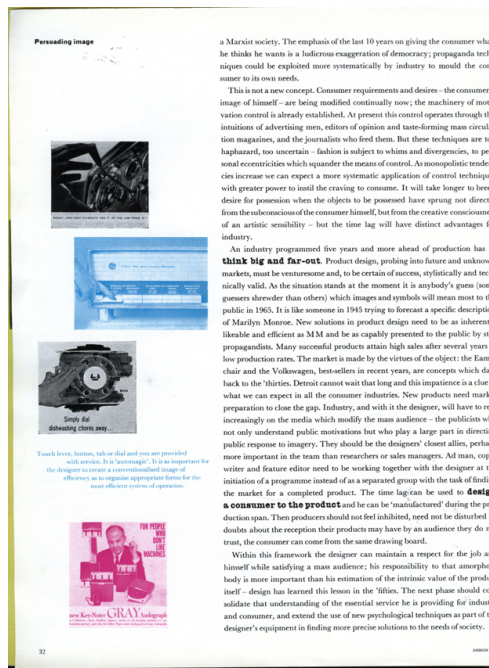 Persuading image
a Marxist society. The emphasis of the last 10 years on giving the consumer wha
he thinks he wants is a ludicrous exaggeration of democracy; propaganda tech
niques could be exploited more systematically by industry to mould the con
sumer to its own needs.
This is not a new concept. Consumer requirements and desires – the consumer
image of himself – are being modified continually now; the machinery of mot
vation control is already established. At present this control operates through th
intuitions of advertising men, editors of opinion and taste-forming mass circul
tion magazines, and the journalists who feed them. But these techniques are to
haphazard, too uncertain – fashion is subject to whims and divergencies, to pe
sonal eccentricities which squander the means of control. As monopolistic tende
cies increase we can expect a more systematic application of control techniqu
with greater power to instil the craving to consume. It will take longer to bree
desire for possession when the objects to be possessed have sprung not direct
from the subconscious of the consumer himself, but from the creative consciousne
of an artistic sensibility – but the time lag will have distinct advantages f
industry.
An industry programmed five years and more ahead of production has
think big and far-out. Product design, probing into future and unknow
markets, must be venturesome and, to be certain of success, stylistically and tec
nically valid. As the situation stands at the moment it is anybody's guess (som
guessers shrewder than others) which images and symbols will mean most to th
public in 1965. It is like someone in 1945 trying to forecast a specific descripti
of Marilyn Monroe. New solutions in product design need to be as inherent
likeable and efficient as MM and be as capably presented to the public by st
propagandists. Many successful products attain high sales after several years
low production rates. The market is made by the virtues of the object: the Eam
chair and the Volkswagen, best-sellers in recent years, are concepts which da
back to the 'thirties. Detroit cannot wait that long and this impatience is a clue
what we can expect in all the consumer industries. New products need mark
preparation to close the gap. Industry, and with it the designer, will have to re
increasingly on the media which modify the mass audience – the publicists wh
not only understand public motivations but who play a large part in directi
public response to imagery. They should be the designers' closest allies, perha
more important in the team than researchers or sales managers. Ad man, cop
writer and feature editor need to be working together with the designer at t
initiation of a programme instead of as a separated group with the task of findi
the market for a completed product. The time lag can be used to desig
a consumer to the product and he can be 'manufactured' during the pr
duction span. Then producers should not feel inhibited, need not be disturbed
doubts about the reception their products may have by an audience they do n
trust, the consumer can come from the same drawing board.
Within this framework the designer can maintain a respect for the job a
himself while satisfying a mass audience; his responsibility to that amorpho
body is more important than his estimation of the intrinsic value of the produ
itself – design has learned this lesson in the 'fifties. The next phase should co
solidate that understanding of the essential service he is providing for indust
and consumer, and extend the use of new psychological techniques as part of t
designer's equipment in finding more precise solutions to the needs of society.
Simply dial
dishwashing chores away...
Touch lever, button, tab or dial and you are provided
with service. It is 'automagic'. It is as important for
the designer to create a conventionalised image of
efficiency as to organise appropriate forms for the
most efficient system of operation.
FOR PEOPLE
WHO
DON'T
LIKE
MACHINES
new Key-Noter GRAY Audograph
32
DESIGN